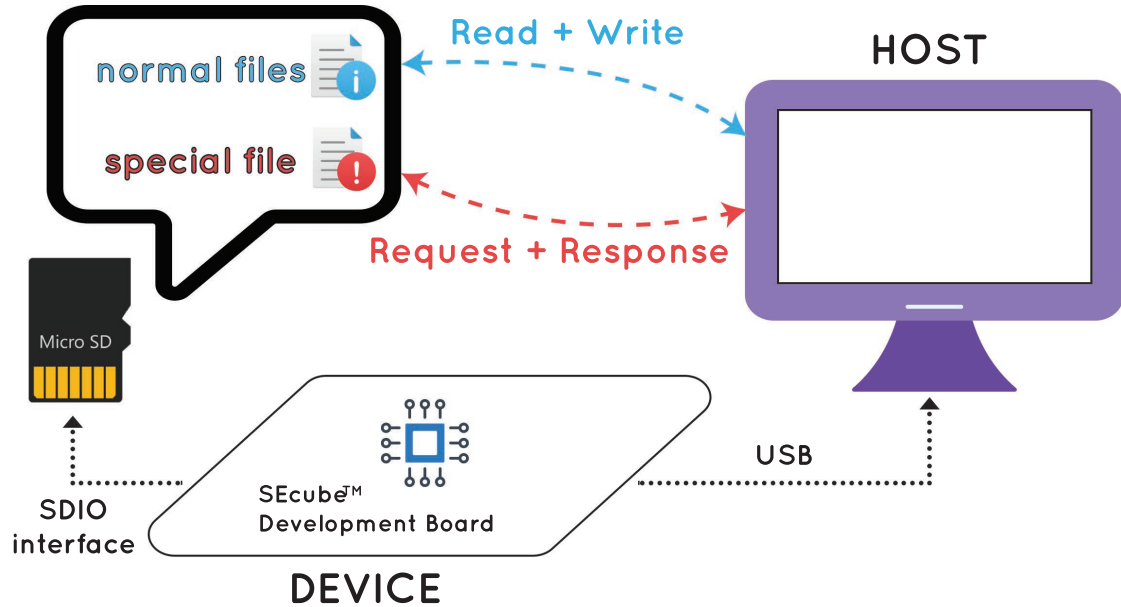 Read + Write
HOST
normal files
special file
Request + Response
Micro SD
USB
SEcube™
Development Board
SDIO
interface
DEVICE